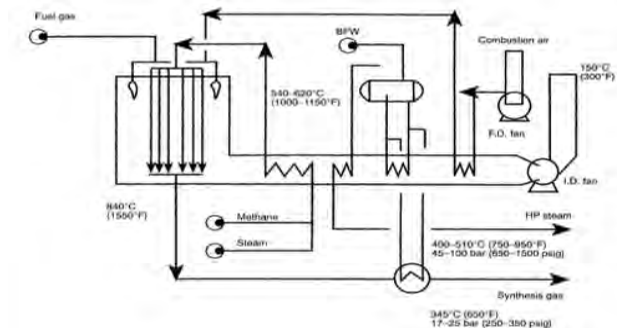 Fuel gas
BFW
Combustion air
150°C
(300°F)
540–620°C
(1000–1150°F)
F.D. fan
I.D. fan
840°C
(1550°F)
Methane
Steam
HP steam
400–510°C (750–950°F)
45–100 bar (650–1500 psig)
Synthesis gas
345°C (650°F)
17–25 bar (250–350 psig)